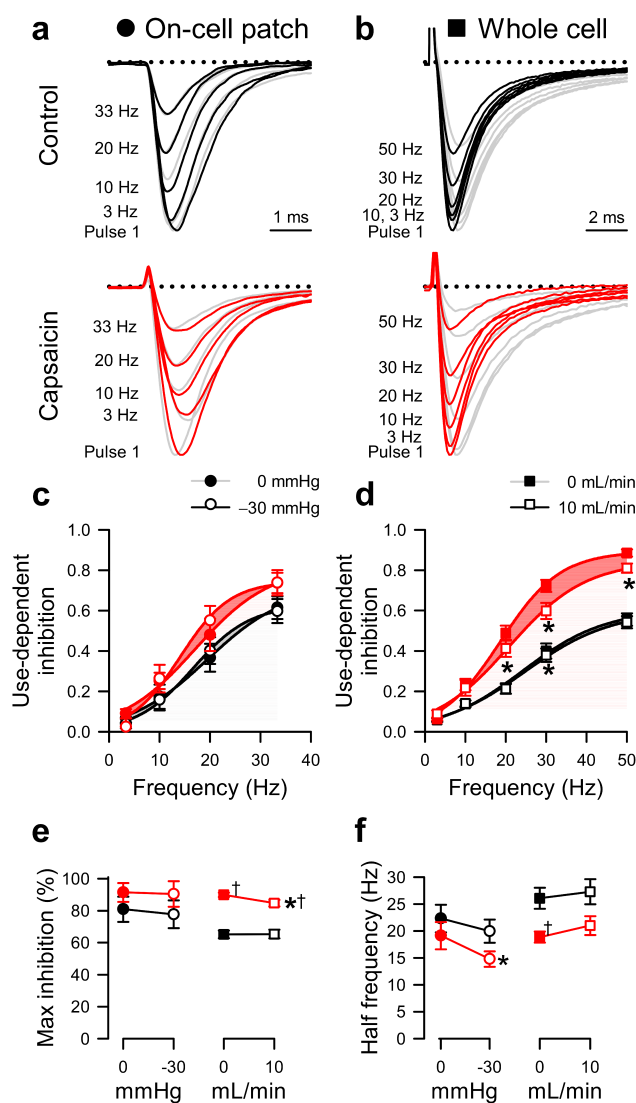 a ● On-cell patch
b ■ Whole cell
Control
33 Hz
20 Hz
10 Hz
3 Hz
Pulse 1
1 ms
50 Hz
30 Hz
20 Hz
10, 3 Hz
Pulse 1
2 ms
Capsaicin
33 Hz
20 Hz
10 Hz
3 Hz
Pulse 1
50 Hz
30 Hz
20 Hz
10 Hz
3 Hz
Pulse 1
c
0 mmHg
–30 mmHg
Use-dependent
inhibition
1.0
0.8
0.6
0.4
0.2
0.0
0 10 20 30 40
Frequency (Hz)
d
0 mL/min
10 mL/min
Use-dependent
inhibition
1.0
0.8
0.6
0.4
0.2
0.0
* * * *
0 10 20 30 40 50
Frequency (Hz)
e
Max inhibition (%)
100
80
60
40
20
0
†
*†
0 -30 0 10
mmHg mL/min
f
Half frequency (Hz)
30
25
20
15
10
5
0
*
†
0 -30 0 10
mmHg mL/min